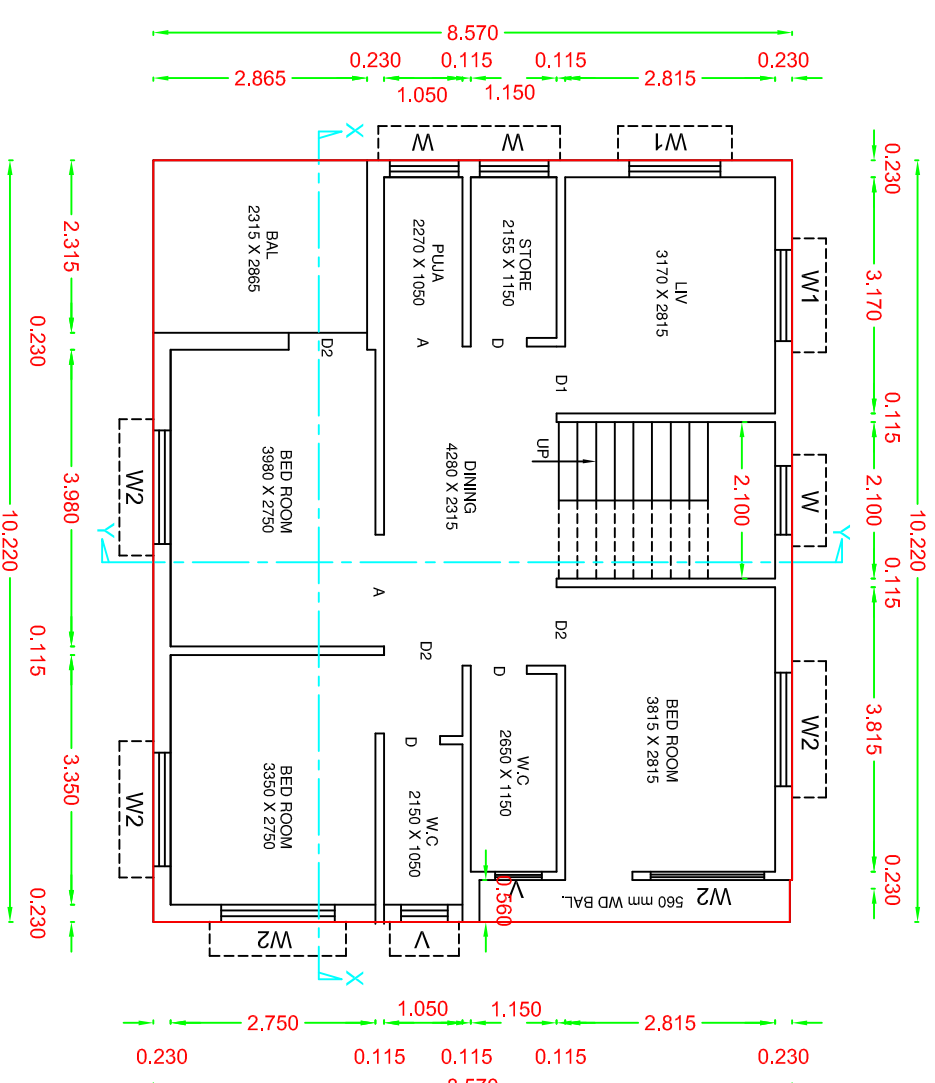 8.570
0.230
0.115
0.115
0.230
2.865
1.050
1.150
2.815
X
W
W
W1
0.230
2.315
0.230
3.980
0.115
3.350
0.230
10.220
BAL
2315 X 2865
PUJA
2270 X 1050
STORE
2155 X 1150
LIV
3170 X 2815
W1
0.230
3.170
0.115
2.100
0.115
3.815
0.230
10.220
D2
A
D
D1
UP
2.100
W
W2
BED ROOM
3980 X 2750
DINING
4280 X 2315
Y
Y
A
D2
D2
D
D
W2
BED ROOM
3350 X 2750
W.C
2150 X 1050
W.C
2650 X 1150
BED ROOM
3815 X 2815
W2
W2
V
0.560
V
560 mm WD BAL.
W2
X
2.750
1.050
1.150
2.815
0.230
0.115
0.115
0.115
0.230
8.570